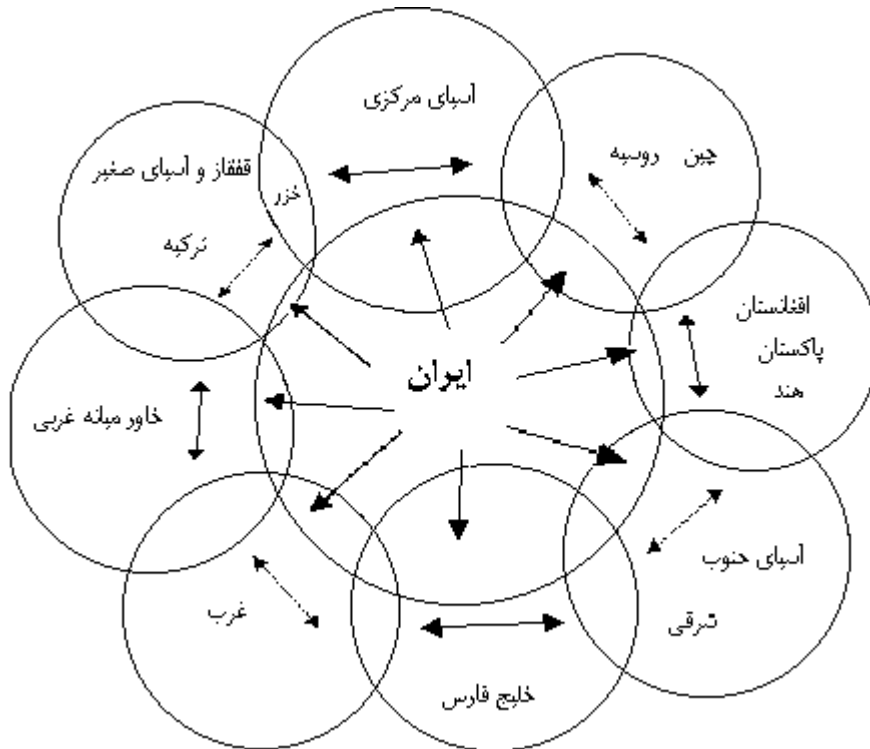 آسیای مرکزی
چین روسیه
قفقاز و آسیای صغیر
خزر
ترکیه
افغانستان
پاکستان
هند
ایران
خاور میانه غربی
آسیای جنوب
شرقی
غرب
خلیج فارس